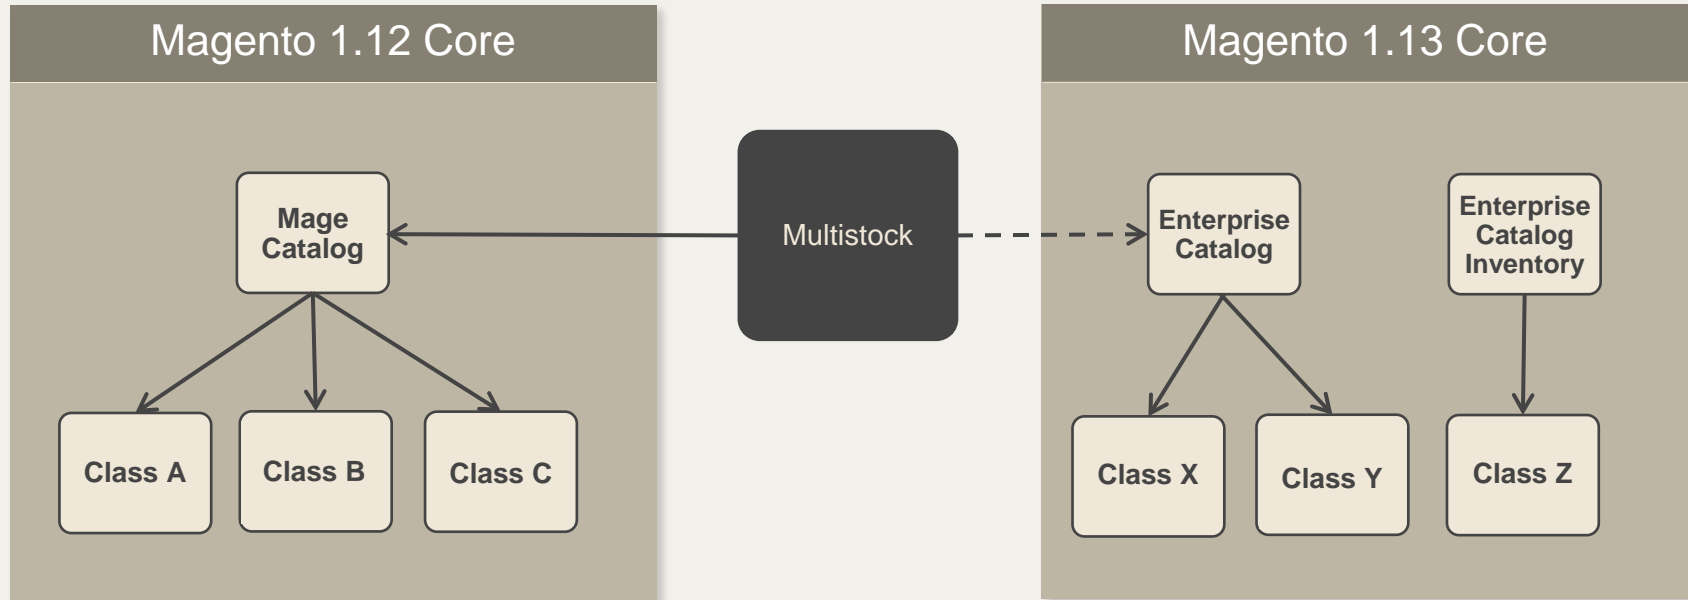 Magento 1.12 Core
Magento 1.13 Core
Mage
Catalog
Multistock
Enterprise
Catalog
Enterprise
Catalog
Inventory
Class A
Class B
Class C
Class X
Class Y
Class Z